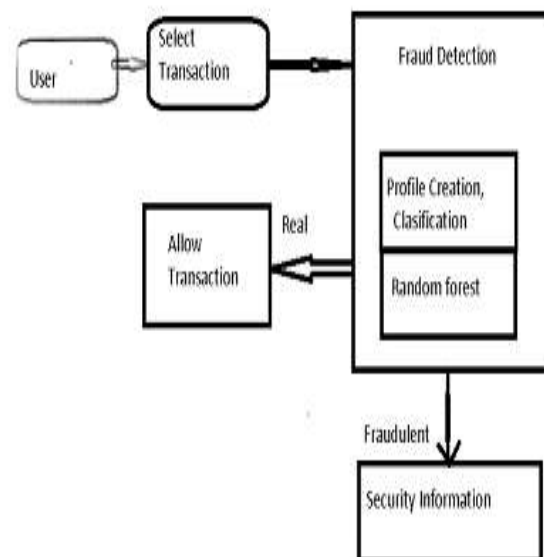 User
Select
Transaction
Fraud Detection
Profile Creation,
Clasification
Random forest
Real
Allow
Transaction
Fraudulent
Security Information